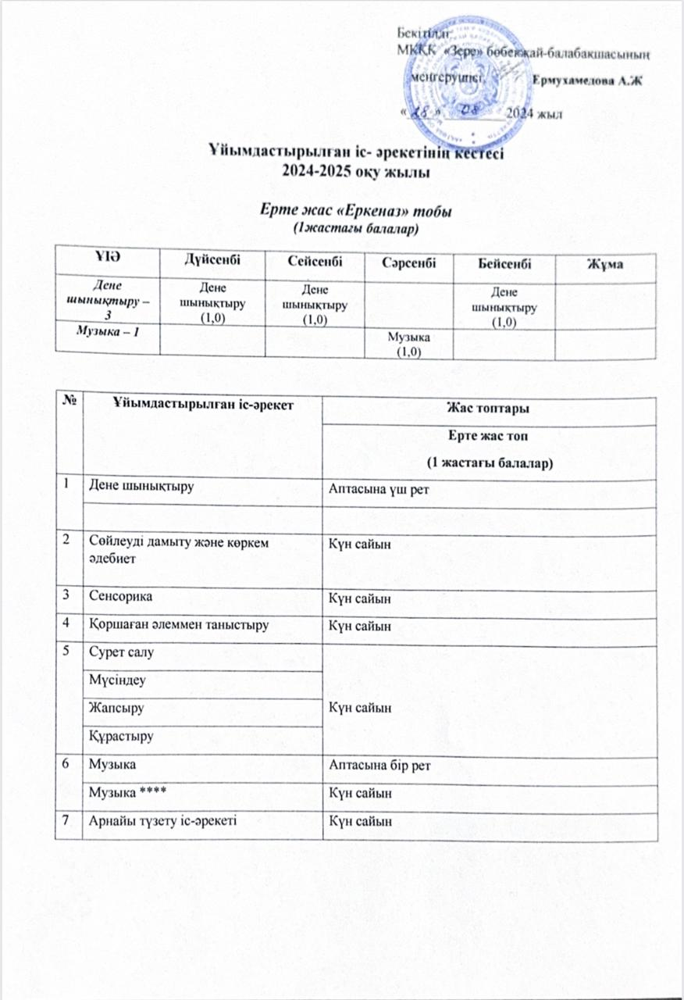 Бекітілді
МКҚК «Зере» бөбекжай-балабақшасының
меңгерушісі Ермухамедова А.Ж
« 28 » 08 2024 жыл
Ұйымдастырылған іс- әрекетінің кестесі
2024-2025 оқу жылы
Ерте жас «Еркеназ» тобы
(1жастағы балалар)
ҰІӘ Дүйсенбі Сейсенбі Сәрсенбі Бейсенбі Жұма
Дене Дене Дене Дене
шынықтыру – шынықтыру шынықтыру шынықтыру
3 (1,0) (1,0) (1,0)
Музыка – 1 Музыка
(1,0)
№ Ұйымдастырылған іс-әрекет Жас топтары
Ерте жас топ
(1 жастағы балалар)
1 Дене шынықтыру Аптасына үш рет
2 Сөйлеуді дамыту және көркем Күн сайын
әдебиет
3 Сенсорика Күн сайын
4 Қоршаған әлеммен таныстыру Күн сайын
5 Сурет салу
Мүсіндеу
Жапсыру Күн сайын
Құрастыру
6 Музыка Аптасына бір рет
Музыка **** Күн сайын
7 Арнайы түзету іс-әрекеті Күн сайын